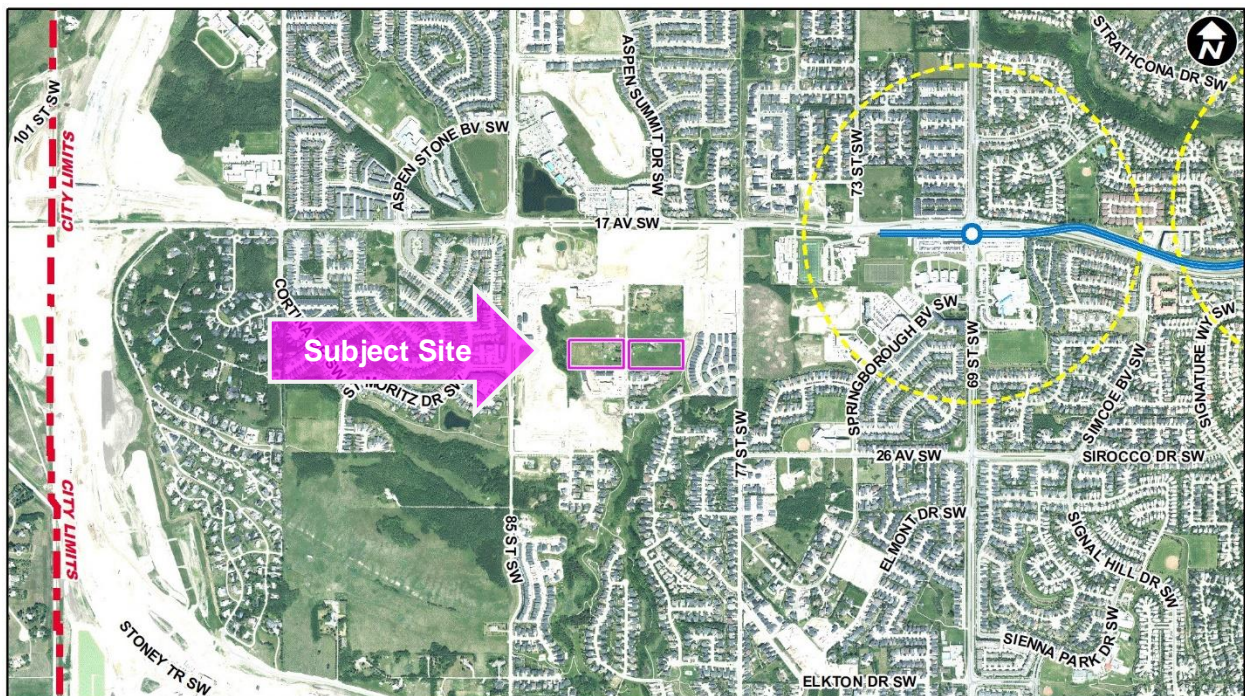 N
STRATHCONA DR SW
101 ST SW
CITY LIMITS
ASPEN STONE BV SW
ASPEN SUMMIT DR SW
73 ST SW
17 AV SW
CORTINA
SW
Subject Site
ST MORITZ DR SW
SPRINGBOROUGH BV SW
69 ST SW
SIMCOE BV SW
SIGNATURE WY SW
77 ST SW
26 AV SW
SIROCCO DR SW
CITY LIMITS
85 ST SW
ELMONT DR SW
SIGNAL HILL DR SW
STONEY TR SW
SIENNA PARK DR SW
ELKTON DR SW